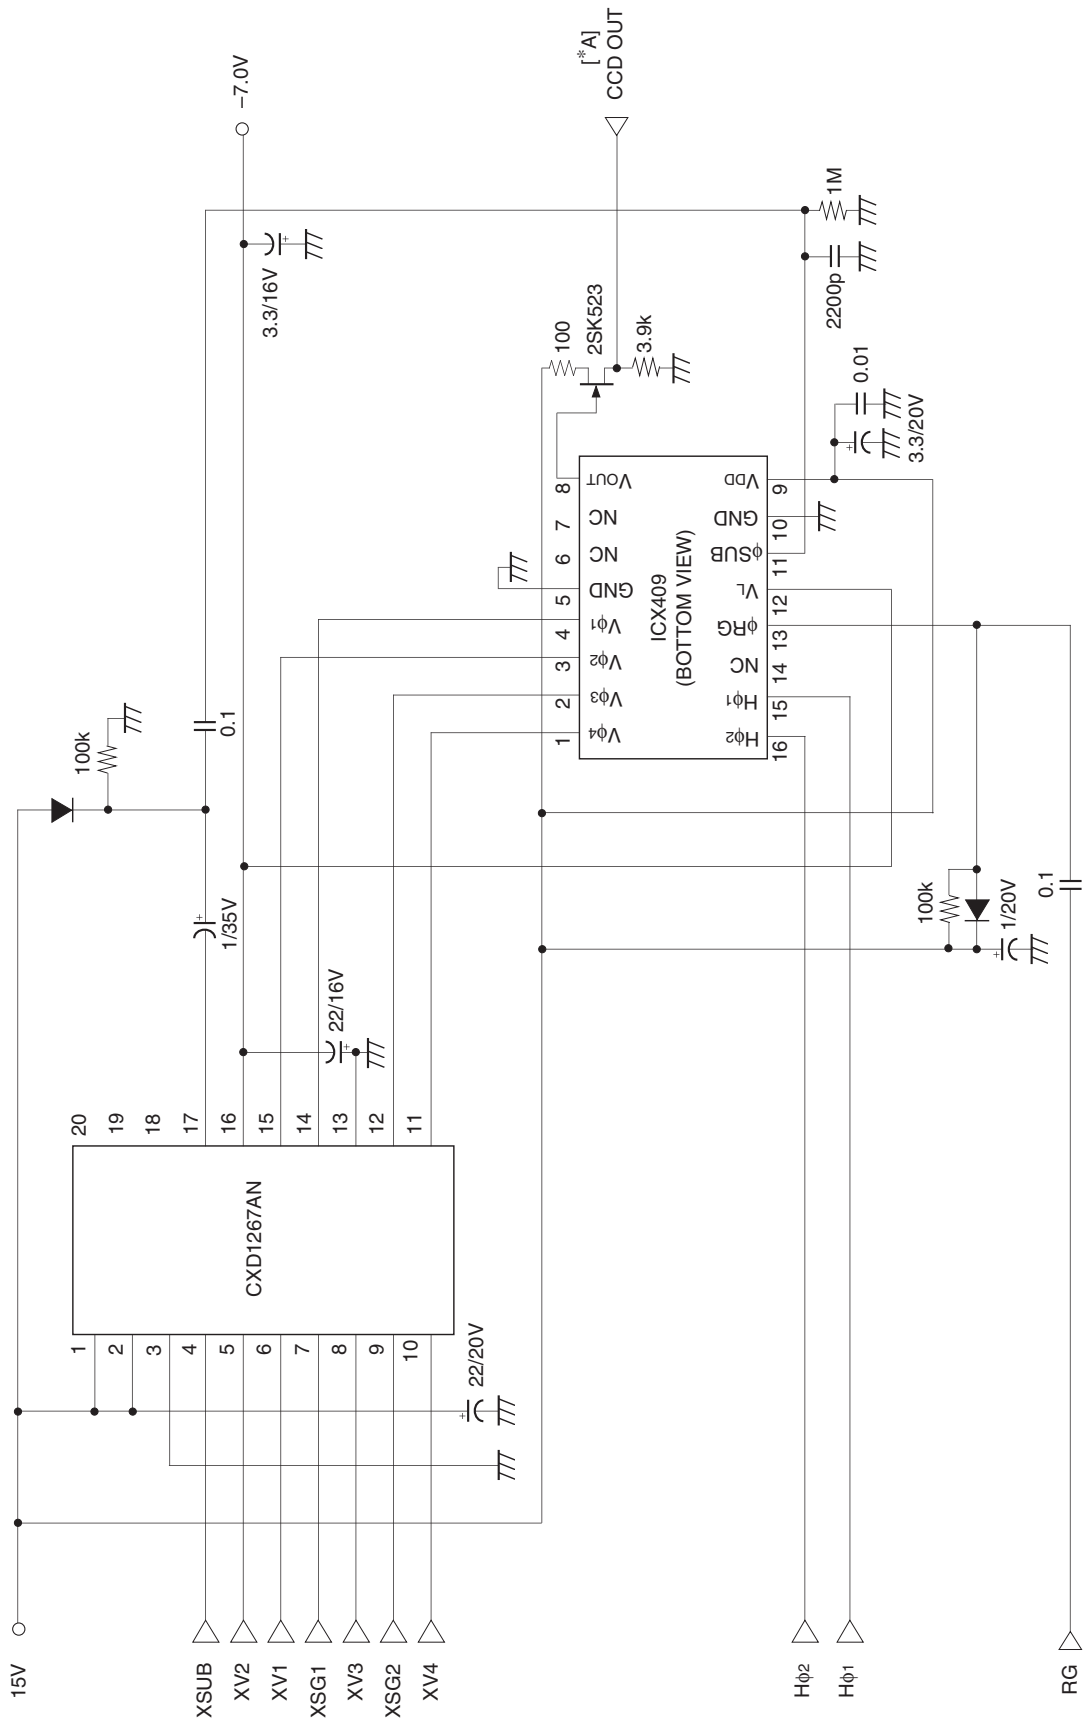 15V
XSUB
XV2
XV1
XSG1
XV3
XSG2
XV4
Hϕ2
Hϕ1
RG
22/20V
1
2
3
4
5
6
7
8
9
10
CXD1267AN
20
19
18
17
16
15
14
13
12
11
22/16V
1/35V
100k
0.1
100k
1/20V
0.1
1
2
3
4
5
6
7
8
Vϕ4
Vϕ3
Vϕ2
Vϕ1
GND
NC
NC
VOUT
ICX409
(BOTTOM VIEW)
Hϕ2
Hϕ1
NC
ϕRG
VL
ϕSUB
GND
VDD
16
15
14
13
12
11
10
9
100
2SK523
3.9k
3.3/16V
–7.0V
[*A]
CCD OUT
0.01
3.3/20V
2200p
1M